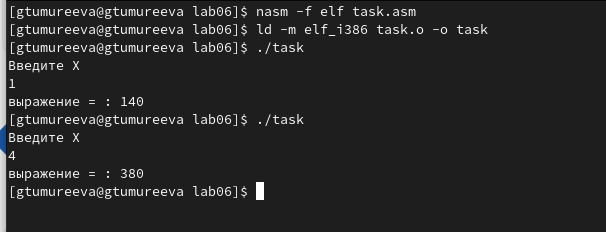 [gtumureeva@gtumureeva lab06]$ nasm -f elf task.asm
[gtumureeva@gtumureeva lab06]$ ld -m elf_i386 task.o -o task
[gtumureeva@gtumureeva lab06]$ ./task
Введите X
1
выражение = : 140
[gtumureeva@gtumureeva lab06]$ ./task
Введите X
4
выражение = : 380
[gtumureeva@gtumureeva lab06]$